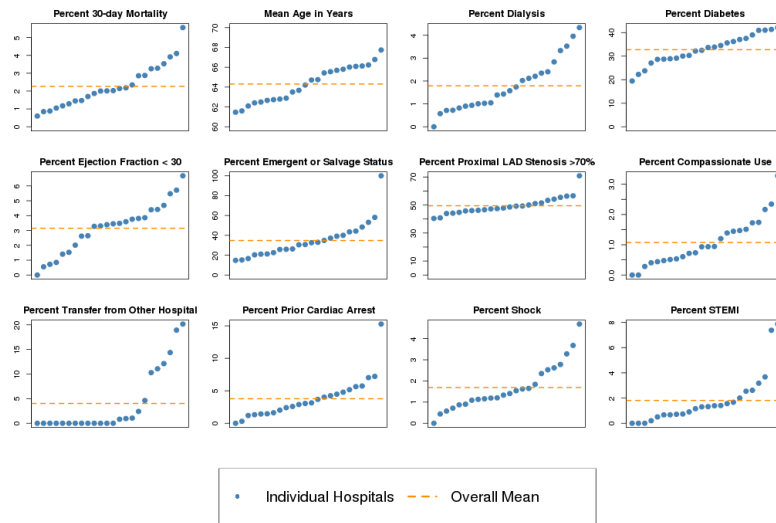 Percent 30-day Mortality
Mean Age in Years
Percent Dialysis
Percent Diabetes
0 1 2 3 4 5
60 62 64 66 68 70
0 1 2 3 4
0 10 20 30 40
Percent Ejection Fraction < 30
Percent Emergent or Salvage Status
Percent Proximal LAD Stenosis >70%
Percent Compassionate Use
0 1 2 3 4 5 6
0 20 40 60 80 100
0 10 30 50 70
0.0 1.0 2.0 3.0
Percent Transfer from Other Hospital
Percent Prior Cardiac Arrest
Percent Shock
Percent STEMI
0 5 10 15 20
0 5 10 15
0 1 2 3 4
0 2 4 6 8
Individual Hospitals
Overall Mean